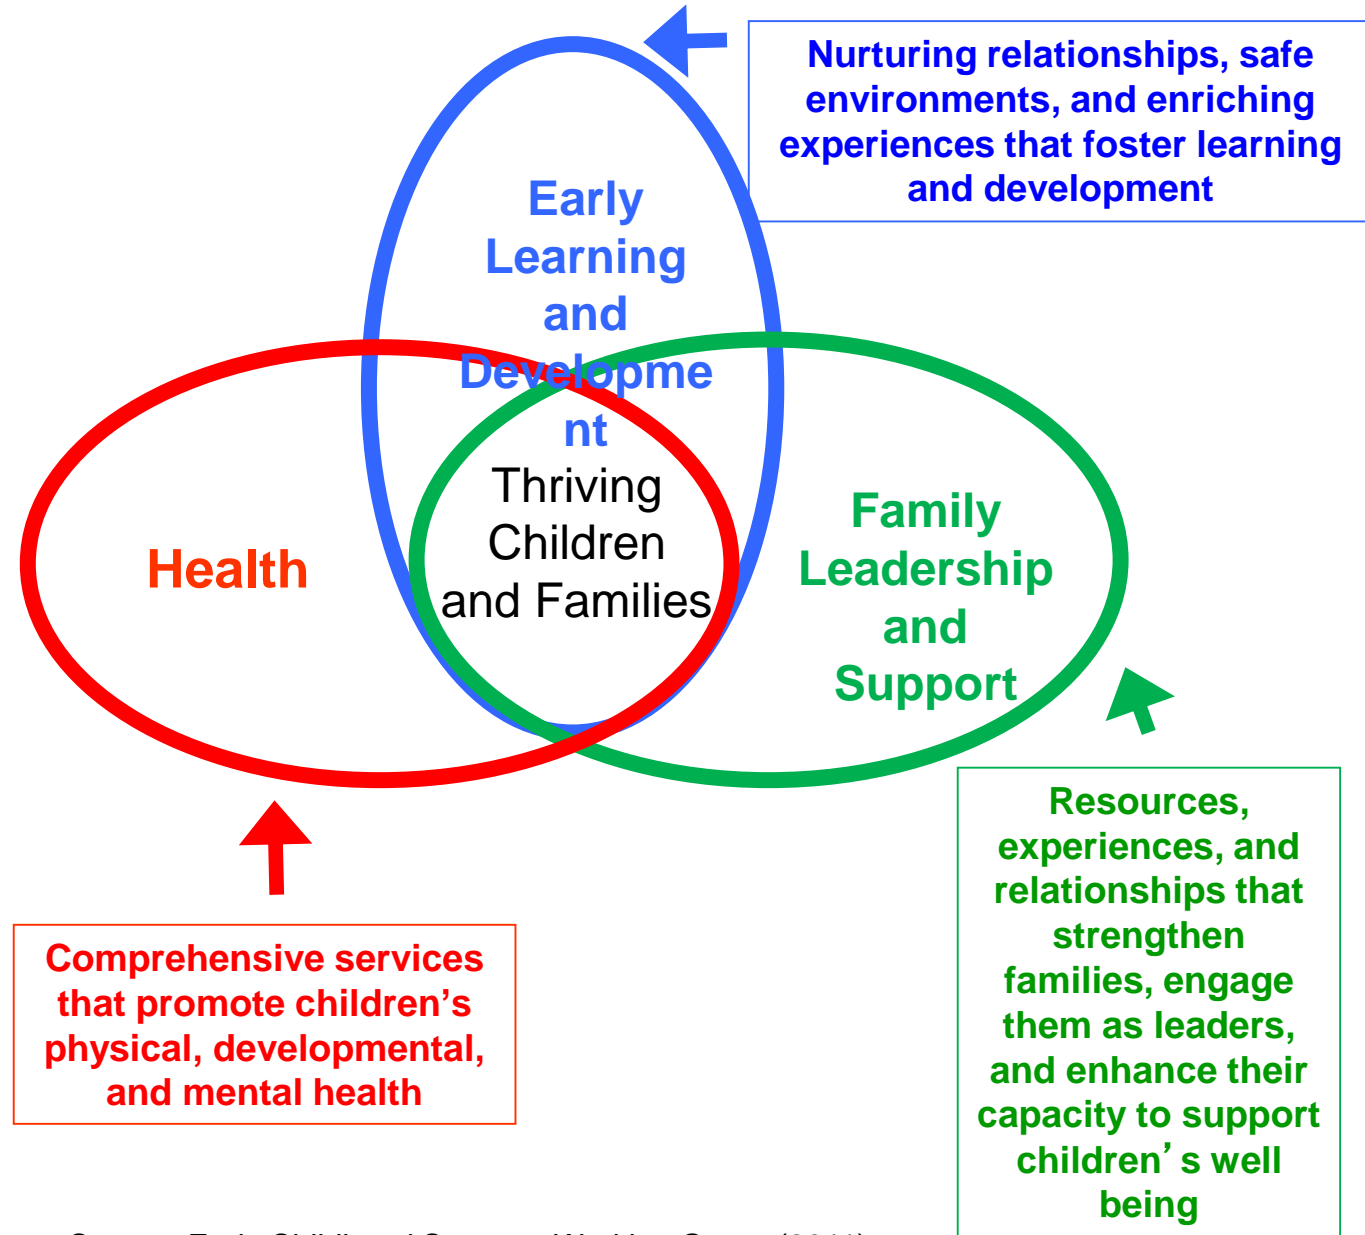 Nurturing relationships, safe
environments, and enriching
experiences that foster learning
and development
Early
Learning
and
Developme
nt
Thriving
Children
and Families
Health
Family
Leadership
and
Support
Comprehensive services
that promote children’s
physical, developmental,
and mental health
Resources,
experiences, and
relationships that
strengthen
families, engage
them as leaders,
and enhance their
capacity to support
children’ s well
being